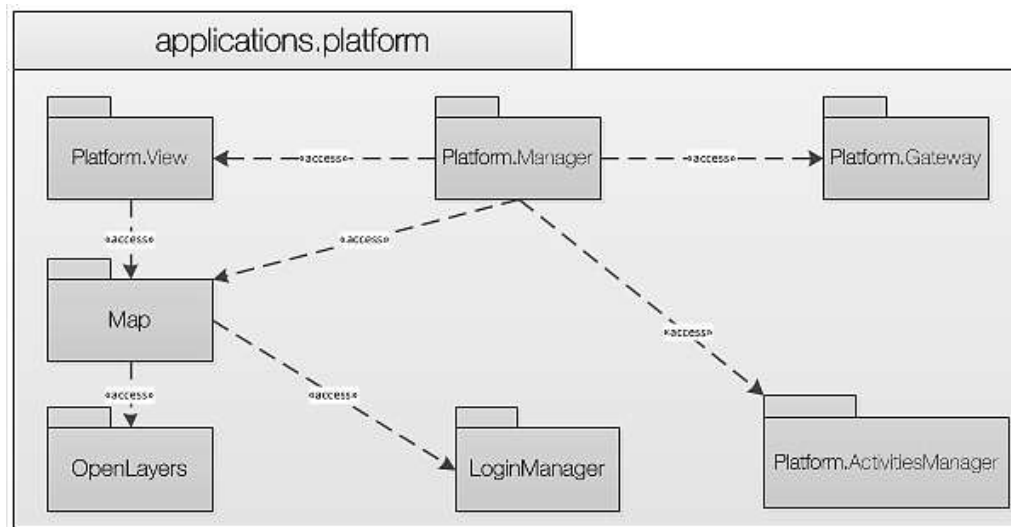 applications.platform
Platform.View
«access»
Platform.Manager
«access»
Platform.Gateway
«access»
«access»
Map
«access»
«access»
«access»
OpenLayers
LoginManager
Platform.ActivitiesManager